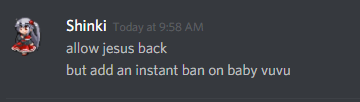 Shinki Today at 9:58 AM
allow jesus back
but add an instant ban on baby vuvu